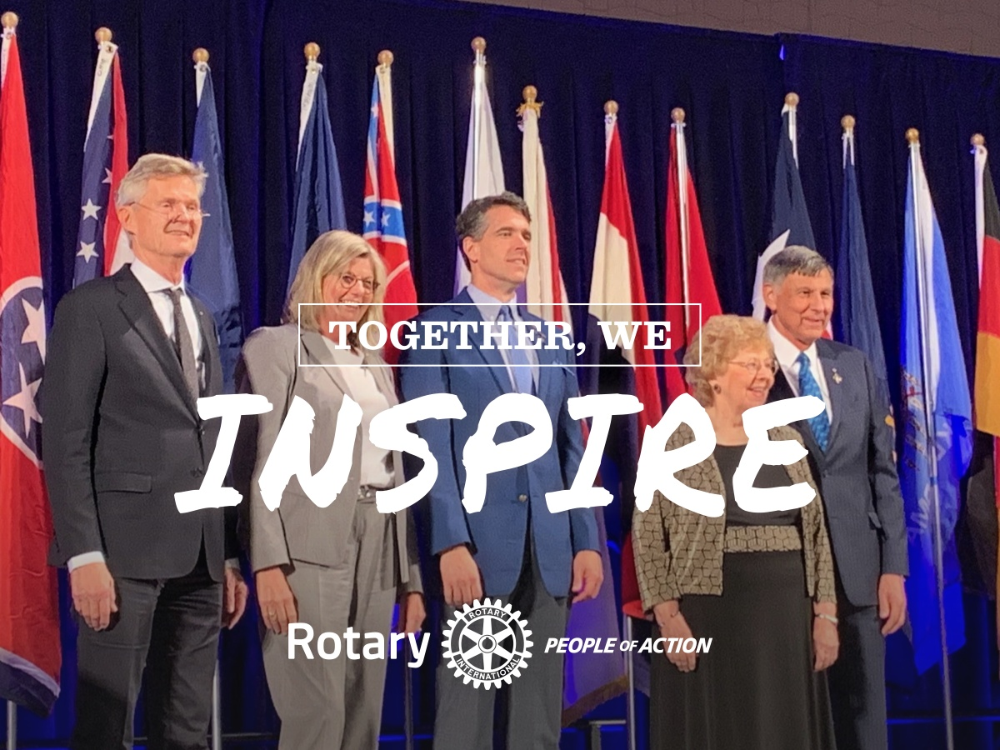 TOGETHER, WE
INSPIRE
Rotary
ROTARY
INTERNATIONAL
PEOPLE OF ACTION